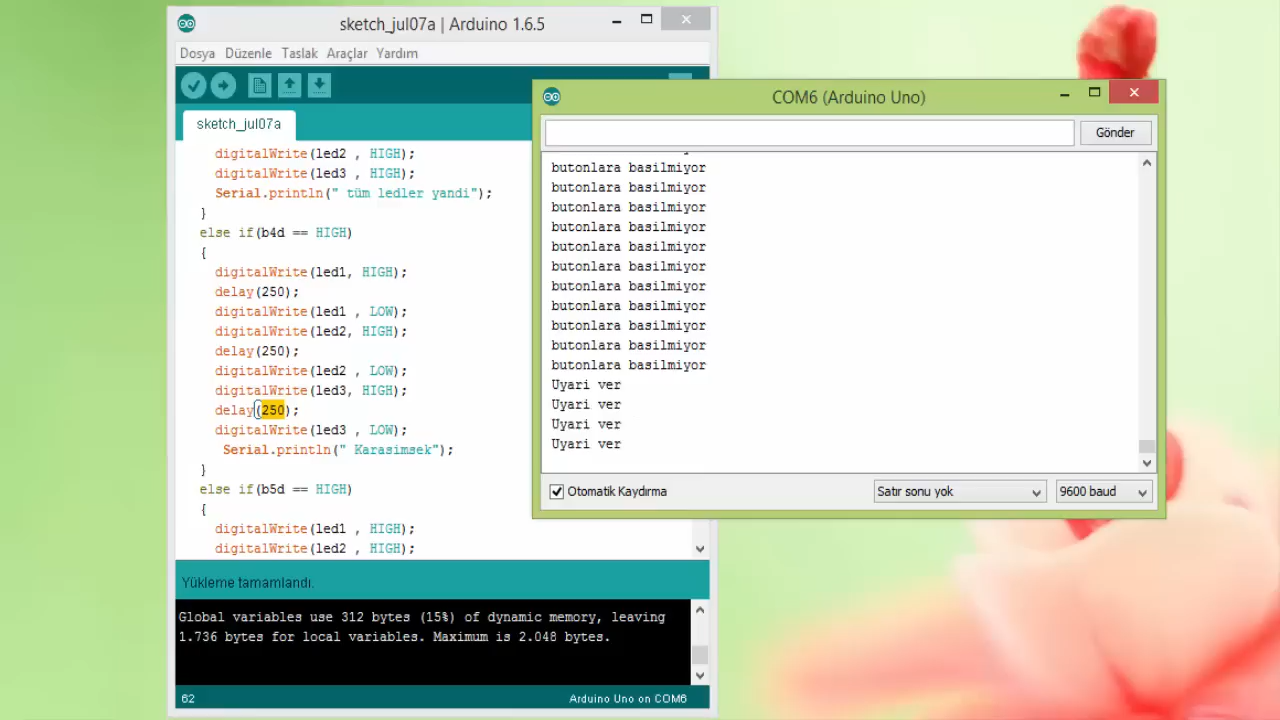 sketch_jul07a | Arduino 1.6.5
Dosya Düzenle Taslak Araçlar Yardım
sketch_jul07a
digitalWrite(led2 , HIGH);
digitalWrite(led3 , HIGH);
Serial.println(" tüm ledler yandi");
}
else if(b4d == HIGH)
{
digitalWrite(led1, HIGH);
delay(250);
digitalWrite(led1 , LOW);
digitalWrite(led2, HIGH);
delay(250);
digitalWrite(led2 , LOW);
digitalWrite(led3, HIGH);
delay(250);
digitalWrite(led3 , LOW);
Serial.println(" Karasimsek");
}
else if(b5d == HIGH)
{
digitalWrite(led1 , HIGH);
digitalWrite(led2 , HIGH);
Yükleme tamamlandı.
Global variables use 312 bytes (15%) of dynamic memory, leaving
1.736 bytes for local variables. Maximum is 2.048 bytes.
62 Arduino Uno on COM6
COM6 (Arduino Uno)
Gönder
butonlara basilmiyor
butonlara basilmiyor
butonlara basilmiyor
butonlara basilmiyor
butonlara basilmiyor
butonlara basilmiyor
butonlara basilmiyor
butonlara basilmiyor
butonlara basilmiyor
butonlara basilmiyor
butonlara basilmiyor
Uyari ver
Uyari ver
Uyari ver
Uyari ver
Otomatik Kaydırma Satır sonu yok 9600 baud